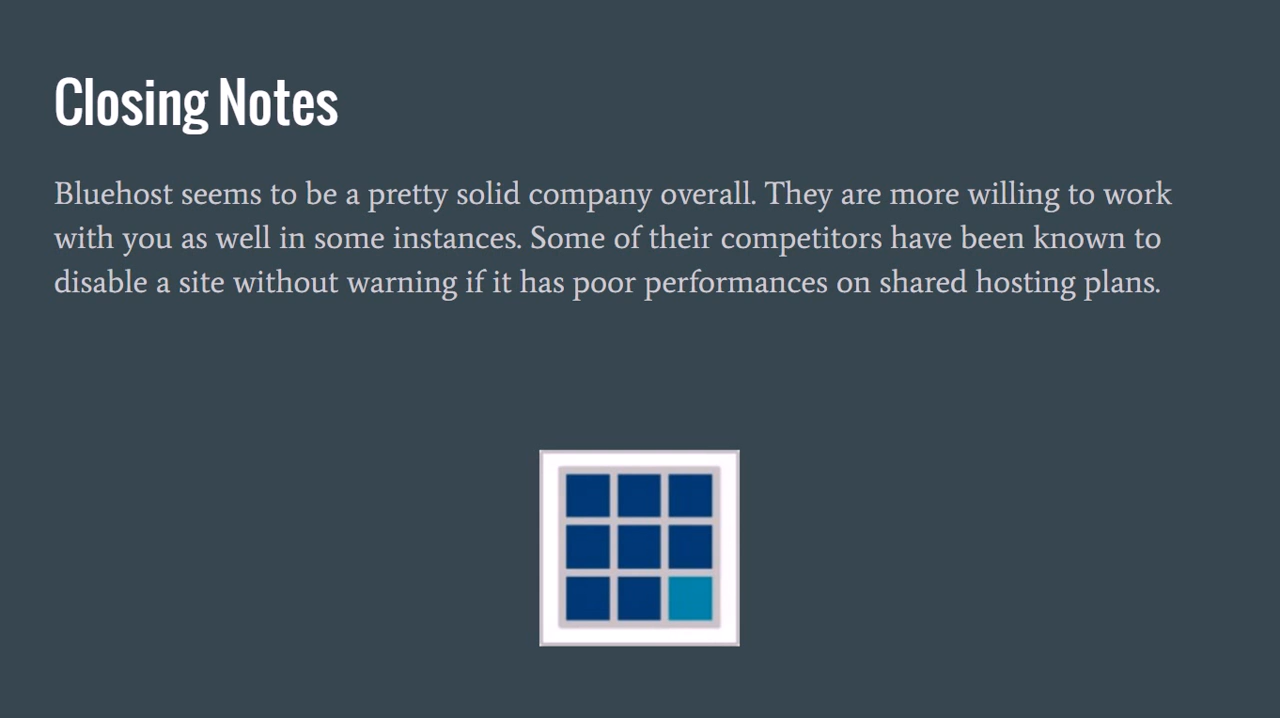 Closing Notes
Bluehost seems to be a pretty solid company overall. They are more willing to work
with you as well in some instances. Some of their competitors have been known to
disable a site without warning if it has poor performances on shared hosting plans.